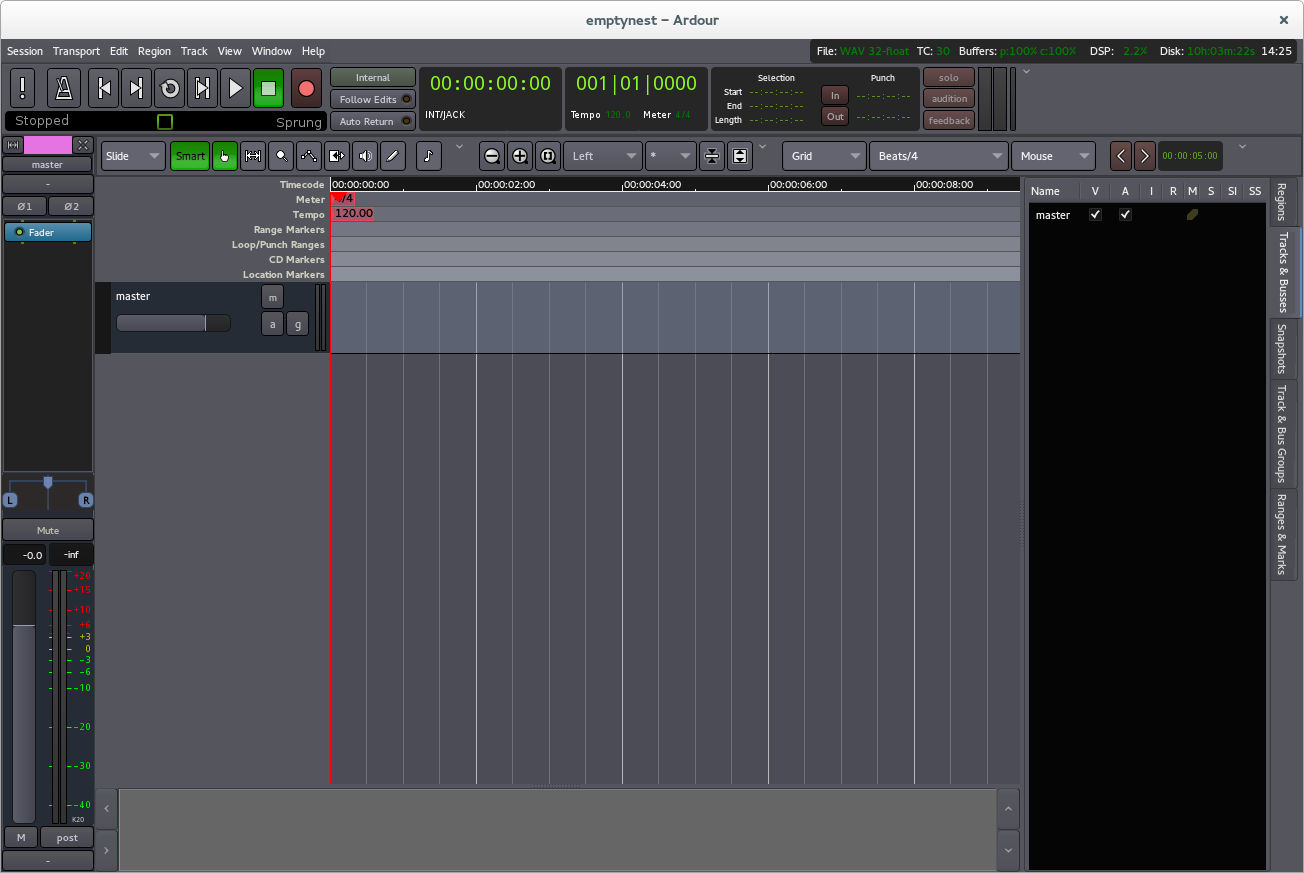 emptynest – Ardour
Session Transport Edit Region Track View Window Help
File: WAV 32-float TC: 30 Buffers: p:100% c:100% DSP: 2.2% Disk: 10h:03m:22s 14:25
Internal
Follow Edits
Auto Return
00:00:00:00
INT/JACK
001|01|0000
Tempo 120.0 Meter 4/4
Selection
Start --:--:--:--
End --:--:--:--
Length --:--:--:--
Punch
In --:--:--:--
Out --:--:--:--
solo
audition
feedback
Stopped Sprung
master
-
Ø1 Ø2
Fader
L R
Mute
-0.0 -inf
+20
+15
+10
+6
+3
0
-3
-6
-10
-20
-30
-40
K20
M post
-
Slide Smart Left * Grid Beats/4 Mouse 00:00:05:00
Timecode 00:00:00:00 00:00:02:00 00:00:04:00 00:00:06:00 00:00:08:00
Meter /4
Tempo 120.00
Range Markers
Loop/Punch Ranges
CD Markers
Location Markers
master m
a g
Name V A I R M S SI SS
master
Regions
Tracks & Busses
Snapshots
Track & Bus Groups
Ranges & Marks